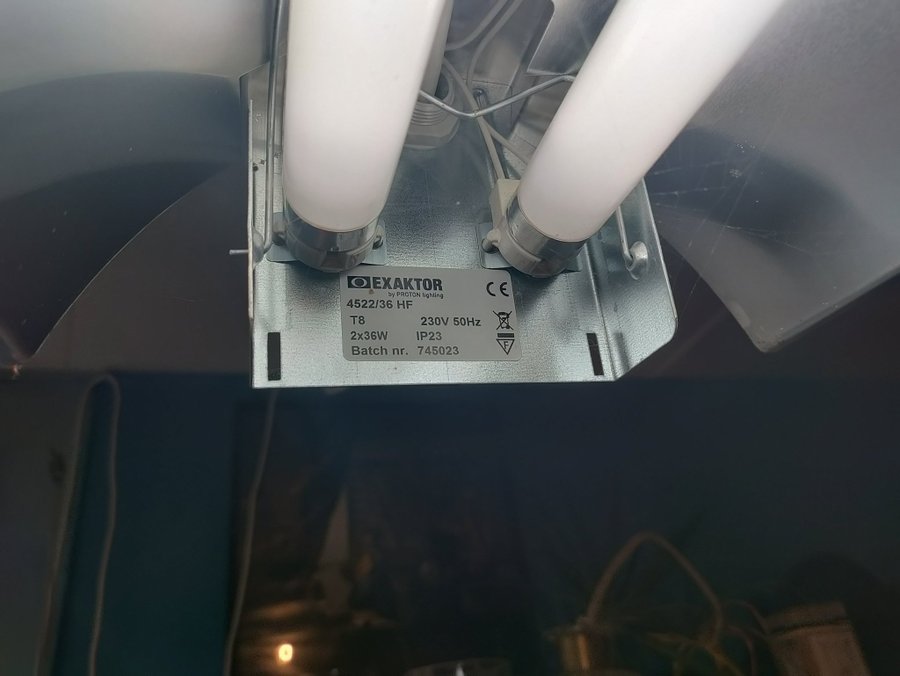 EXAKTOR
by PROTON lighting
CE
4522/36 HF
T8 230V 50Hz
2x36W IP23
F
Batch nr. 745023